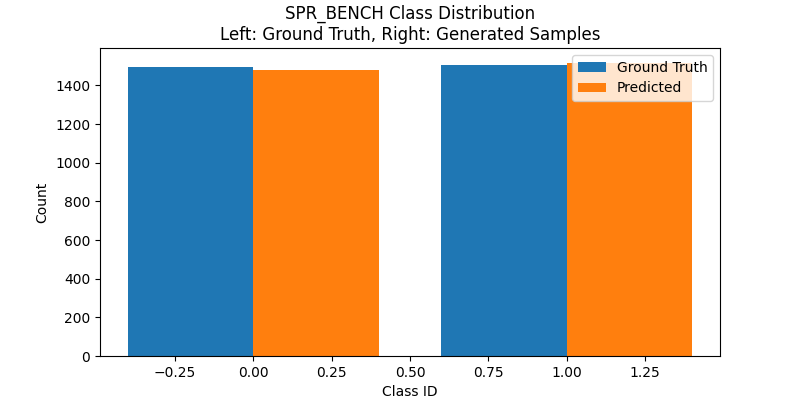 SPR_BENCH Class Distribution
Left: Ground Truth, Right: Generated Samples
Ground Truth
Predicted
Count
1400
1200
1000
800
600
400
200
0
−0.25 0.00 0.25 0.50 0.75 1.00 1.25
Class ID